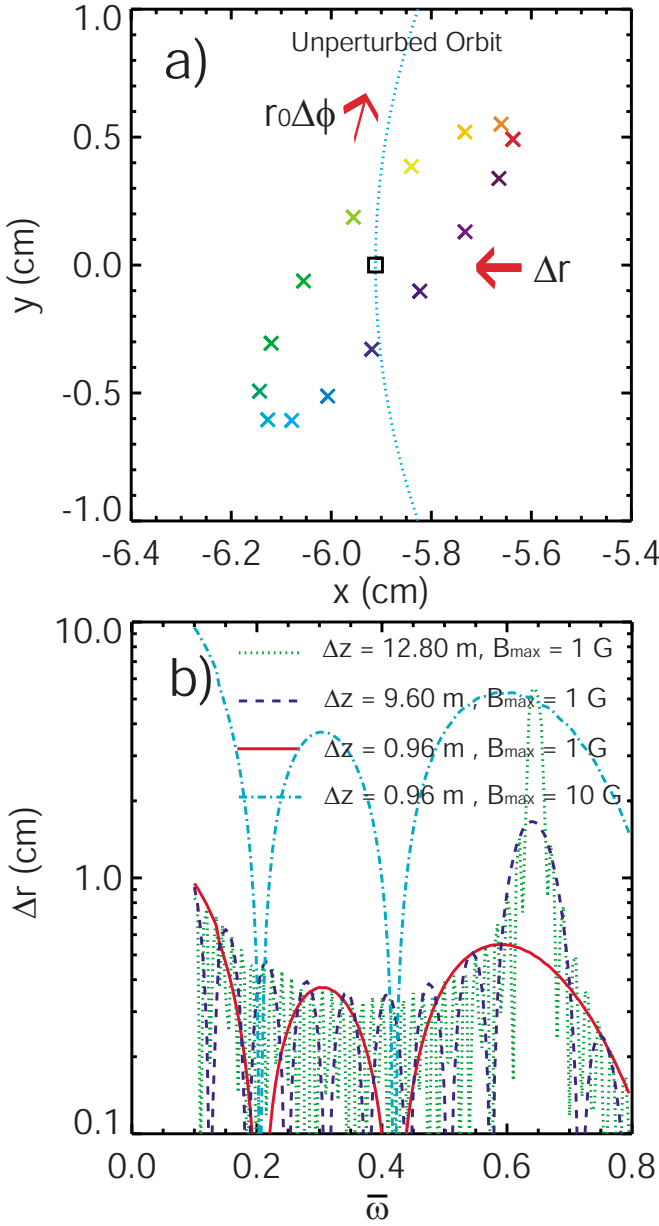 1.0
a)
Unperturbed Orbit
r₀Δϕ
0.5
y (cm)
0.0
Δr
-0.5
-1.0
-6.4 -6.2 -6.0 -5.8 -5.6 -5.4
x (cm)
10.0
b)
Δz = 12.80 m, Bmax = 1 G
Δz = 9.60 m , Bmax = 1 G
Δz = 0.96 m , Bmax = 1 G
Δz = 0.96 m , Bmax = 10 G
Δr (cm)
1.0
0.1
0.0 0.2 0.4 0.6 0.8
ω̅